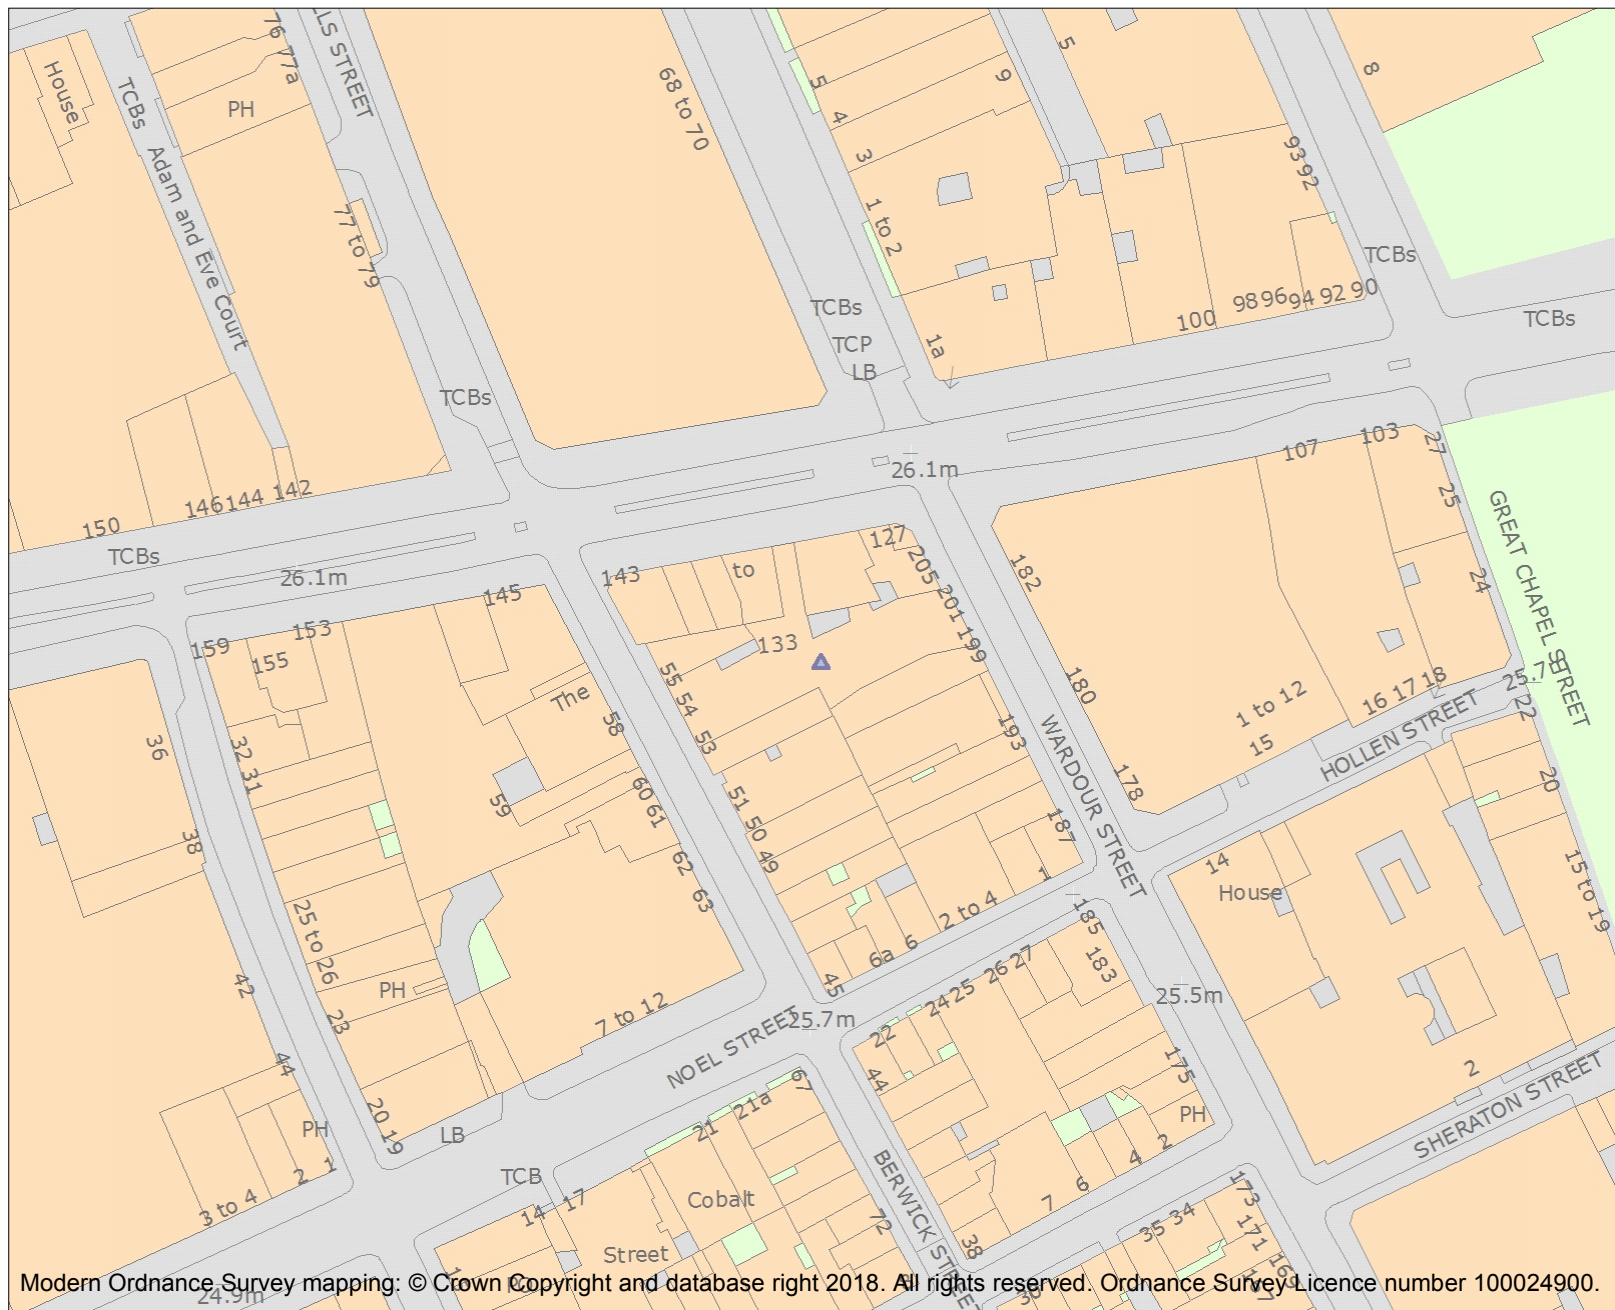 LLS STREET
76 77a
House
TCBs
PH
Adam and Eve Court
77 to 79
68 to 70
5
4
3
1 to 2
9
5
8
93 92
TCBs
TCBs
TCP
LB
1a
100
98 96 94 92 90
TCBs
TCBs
26.1m
107
103
27
25
24
GREAT CHAPEL STREET
150
146 144 142
TCBs
26.1m
145
143
to
127
205 201 199
182
180
178
133
159
153
155
The
55 54
53
58
36
32 31
59
60 61
51 50 49
193
187
WARDOUR STREET
1 to 12
15
16 17 18
25.7m
22
HOLLEN STREET
20
15 to 19
38
62 63
1
2 to 4
6
6a
45
14
House
185
183
25 to 26
42
PH
23
7 to 12
NOEL STREET
25.7m
22
24 25
26 27
25.5m
44
44
175
PH
67
21a
21
2
SHERATON STREET
20 19
LB
PH
2 1
3 to 4
TCB
14 17
Cobalt
Street
72
BERWICK STREET
38
7 6
4 2
35 34
173
171
169
167
36
PO
24.9m
Modern Ordnance Survey mapping: © Crown Copyright and database right 2018. All rights reserved. Ordnance Survey Licence number 100024900.